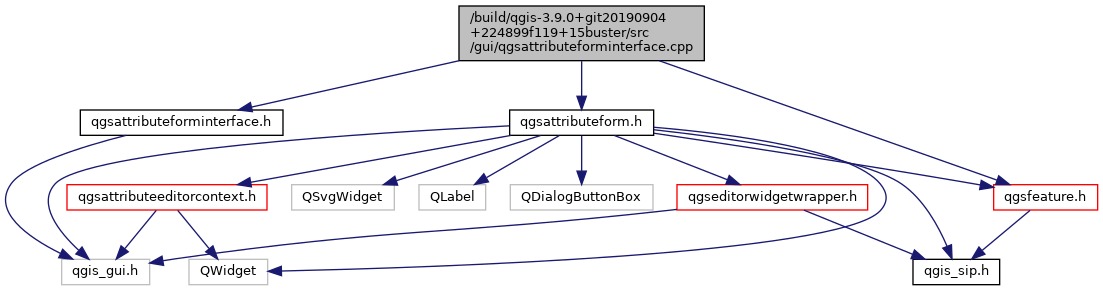 /build/qgis-3.9.0+git20190904
+224899f119+15buster/src
/gui/qgsattributeforminterface.cpp
qgsattributeforminterface.h
qgsattributeform.h
qgsattributeeditorcontext.h
QSvgWidget
QLabel
QDialogButtonBox
qgseditorwidgetwrapper.h
qgsfeature.h
qgis_gui.h
QWidget
qgis_sip.h